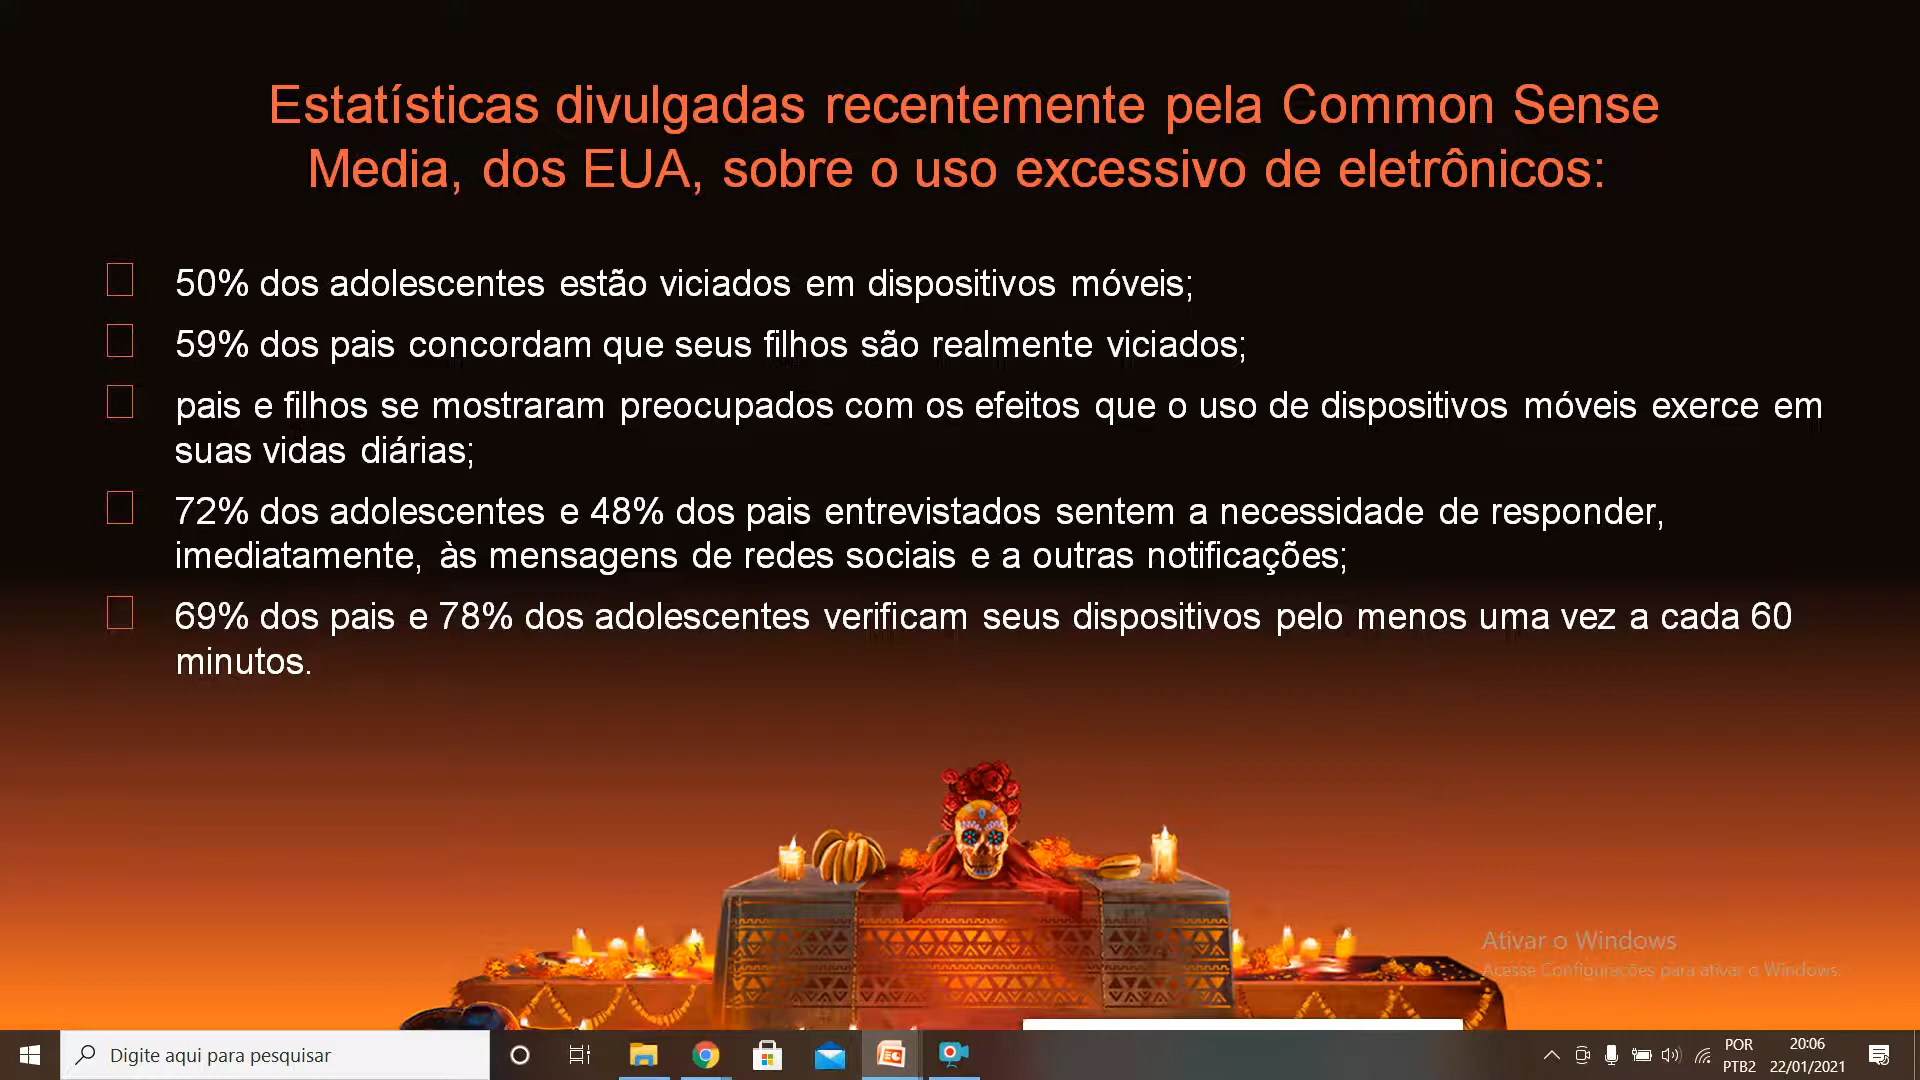 Estatísticas divulgadas recentemente pela Common Sense
Media, dos EUA, sobre o uso excessivo de eletrônicos:
50% dos adolescentes estão viciados em dispositivos móveis;
59% dos pais concordam que seus filhos são realmente viciados;
pais e filhos se mostraram preocupados com os efeitos que o uso de dispositivos móveis exerce em
suas vidas diárias;
72% dos adolescentes e 48% dos pais entrevistados sentem a necessidade de responder,
imediatamente, às mensagens de redes sociais e a outras notificações;
69% dos pais e 78% dos adolescentes verificam seus dispositivos pelo menos uma vez a cada 60
minutos.
Ativar o Windows
Acesse Configurações para ativar o Windows.
Digite aqui para pesquisar
POR
PTB2
20:06
22/01/2021